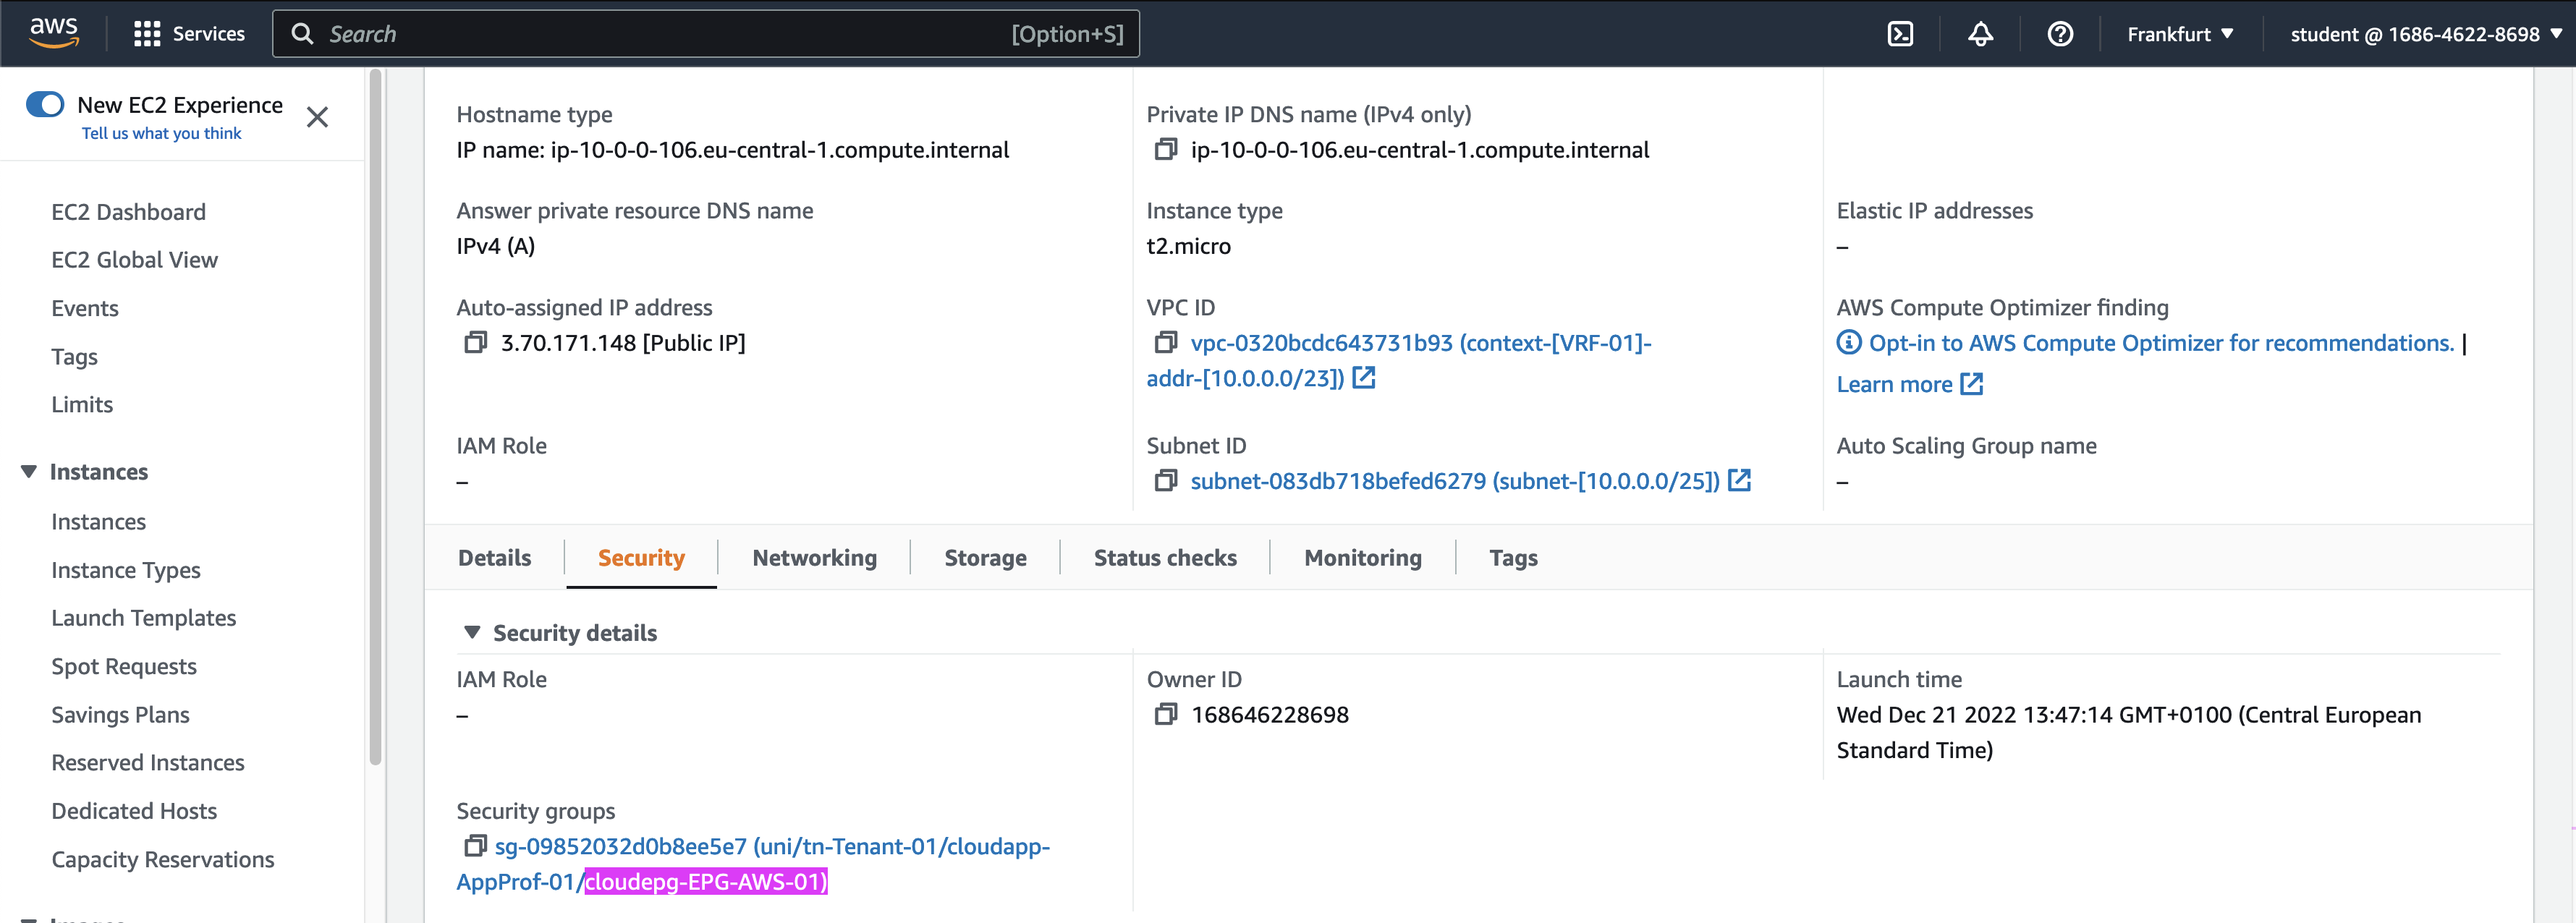 aws
Services
Search
[Option+S]
Frankfurt ▼
student @ 1686-4622-8698 ▼
New EC2 Experience
Tell us what you think
EC2 Dashboard
EC2 Global View
Events
Tags
Limits
Instances
Instances
Instance Types
Launch Templates
Spot Requests
Savings Plans
Reserved Instances
Dedicated Hosts
Capacity Reservations
Hostname type
IP name: ip-10-0-0-106.eu-central-1.compute.internal
Private IP DNS name (IPv4 only)
ip-10-0-0-106.eu-central-1.compute.internal
Answer private resource DNS name
IPv4 (A)
Instance type
t2.micro
Elastic IP addresses
–
Auto-assigned IP address
3.70.171.148 [Public IP]
VPC ID
vpc-0320bcdc643731b93 (context-[VRF-01]-
addr-[10.0.0.0/23])
AWS Compute Optimizer finding
Opt-in to AWS Compute Optimizer for recommendations. |
Learn more
IAM Role
–
Subnet ID
subnet-083db718befed6279 (subnet-[10.0.0.0/25])
Auto Scaling Group name
–
Details
Security
Networking
Storage
Status checks
Monitoring
Tags
Security details
IAM Role
–
Owner ID
168646228698
Launch time
Wed Dec 21 2022 13:47:14 GMT+0100 (Central European
Standard Time)
Security groups
sg-09852032d0b8ee5e7 (uni/tn-Tenant-01/cloudapp-
AppProf-01/cloudepg-EPG-AWS-01)